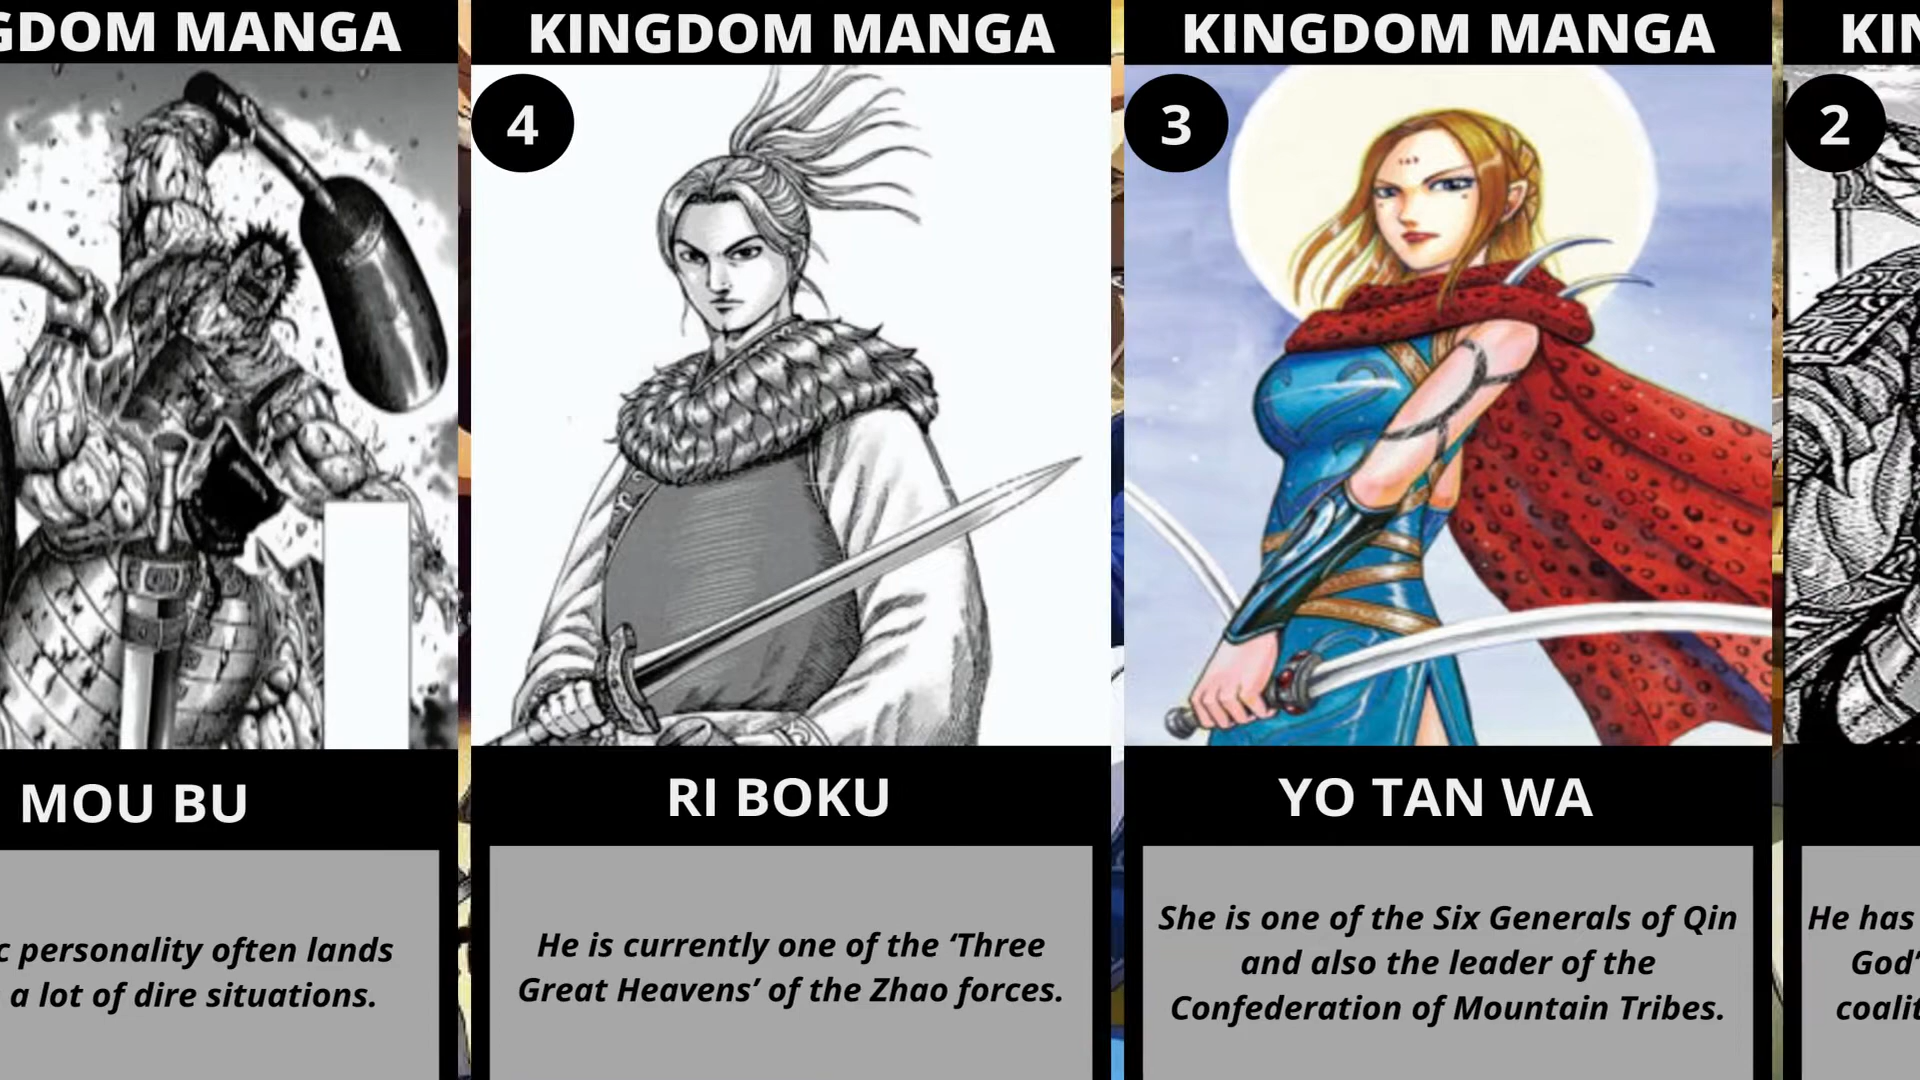 GDOM MANGA
MOU BU
c personality often lands
a lot of dire situations.
KINGDOM MANGA
4
RI BOKU
He is currently one of the ‘Three
Great Heavens’ of the Zhao forces.
KINGDOM MANGA
3
YO TAN WA
She is one of the Six Generals of Qin
and also the leader of the
Confederation of Mountain Tribes.
KIN
2
He has
God’
coalit